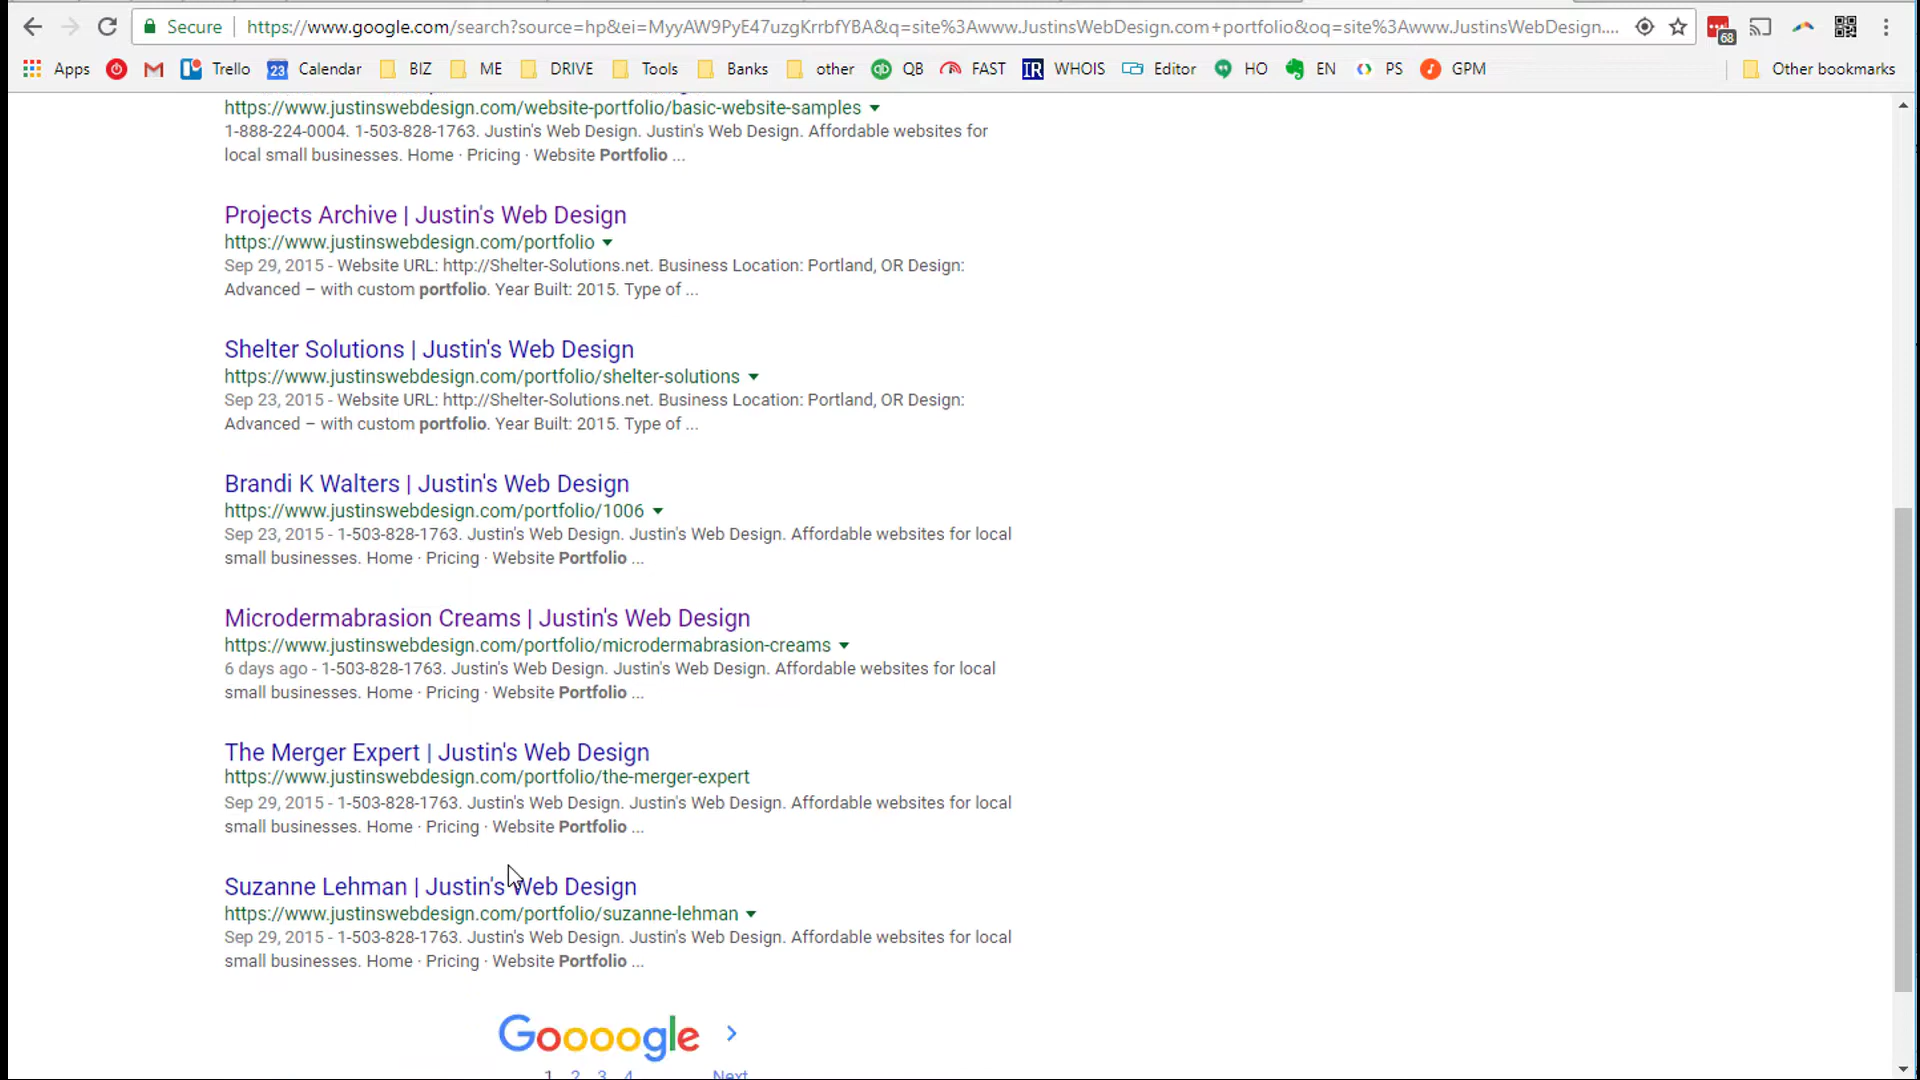 Secure
https://www.google.com/search?source=hp&ei=MyyAW9PyE47uzgKrrbfYBA&q=site%3Awww.JustinsWebDesign.com+portfolio&oq=site%3Awww.JustinsWebDesign....
68
Apps
Trello
23
Calendar
BIZ
ME
DRIVE
Tools
Banks
other
qb
QB
FAST
IR
WHOIS
Editor
HO
EN
PS
GPM
Other bookmarks
https://www.justinswebdesign.com/website-portfolio/basic-website-samples
1-888-224-0004. 1-503-828-1763. Justin's Web Design. Justin's Web Design. Affordable websites for
local small businesses. Home · Pricing · Website Portfolio ...
Projects Archive | Justin's Web Design
https://www.justinswebdesign.com/portfolio
Sep 29, 2015 - Website URL: http://Shelter-Solutions.net. Business Location: Portland, OR Design:
Advanced – with custom portfolio. Year Built: 2015. Type of ...
Shelter Solutions | Justin's Web Design
https://www.justinswebdesign.com/portfolio/shelter-solutions
Sep 23, 2015 - Website URL: http://Shelter-Solutions.net. Business Location: Portland, OR Design:
Advanced – with custom portfolio. Year Built: 2015. Type of ...
Brandi K Walters | Justin's Web Design
https://www.justinswebdesign.com/portfolio/1006
Sep 23, 2015 - 1-503-828-1763. Justin's Web Design. Justin's Web Design. Affordable websites for local
small businesses. Home · Pricing · Website Portfolio ...
Microdermabrasion Creams | Justin's Web Design
https://www.justinswebdesign.com/portfolio/microdermabrasion-creams
6 days ago - 1-503-828-1763. Justin's Web Design. Justin's Web Design. Affordable websites for local
small businesses. Home · Pricing · Website Portfolio ...
The Merger Expert | Justin's Web Design
https://www.justinswebdesign.com/portfolio/the-merger-expert
Sep 29, 2015 - 1-503-828-1763. Justin's Web Design. Justin's Web Design. Affordable websites for local
small businesses. Home · Pricing · Website Portfolio ...
Suzanne Lehman | Justin's Web Design
https://www.justinswebdesign.com/portfolio/suzanne-lehman
Sep 29, 2015 - 1-503-828-1763. Justin's Web Design. Justin's Web Design. Affordable websites for local
small businesses. Home · Pricing · Website Portfolio ...
Goooogle
1 2 3 4 Next